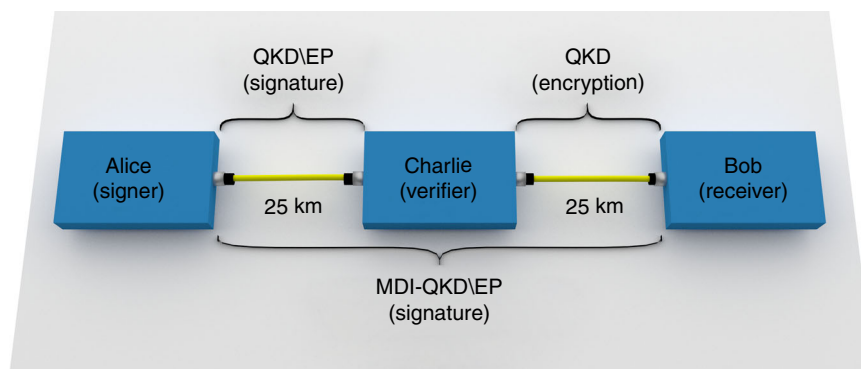 QKD\EP
(signature)
QKD
(encryption)
Alice
(signer)
Charlie
(verifier)
Bob
(receiver)
25 km
25 km
MDI-QKD\EP
(signature)